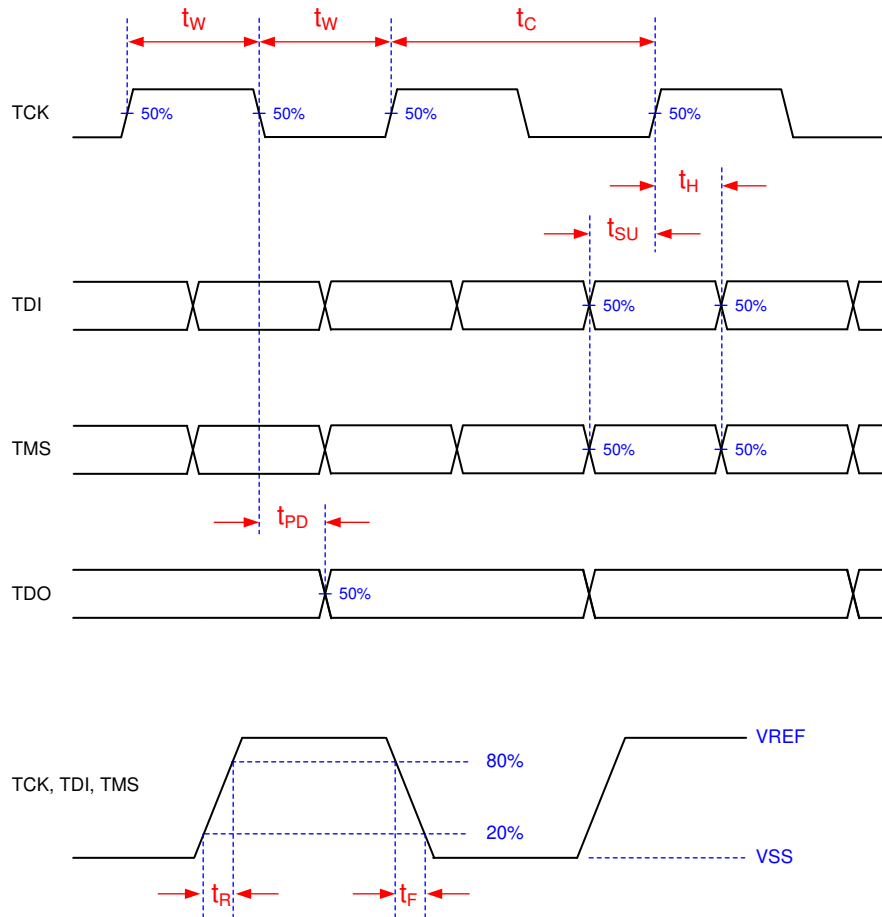 tW tW tC
TCK 50% 50% 50% 50%
tH
tSU
TDI 50% 50%
TMS 50% 50%
tPD
TDO 50%
VREF
80%
TCK, TDI, TMS
20%
VSS
tR tF